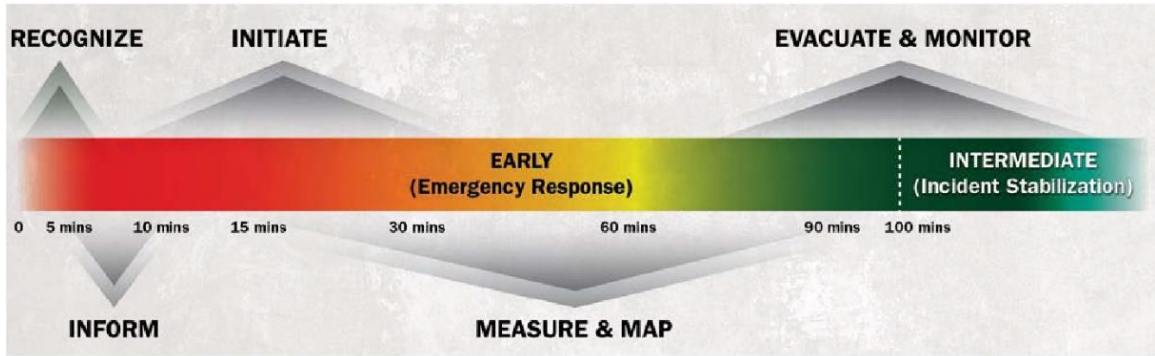 RECOGNIZE
INITIATE
EVACUATE & MONITOR
EARLY
(Emergency Response)
INTERMEDIATE
(Incident Stabilization)
0
5 mins
10 mins
15 mins
30 mins
60 mins
90 mins
100 mins
INFORM
MEASURE & MAP